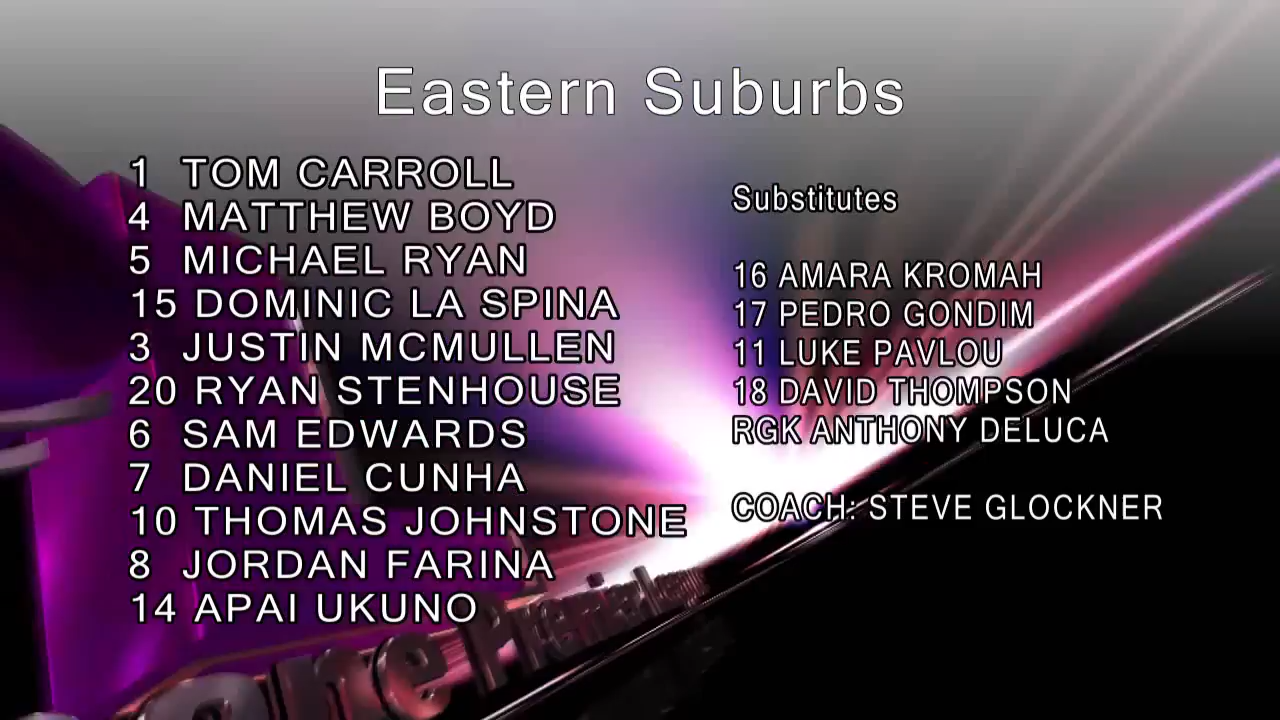 Eastern Suburbs
1 TOM CARROLL
4 MATTHEW BOYD
5 MICHAEL RYAN
15 DOMINIC LA SPINA
3 JUSTIN MCMULLEN
20 RYAN STENHOUSE
6 SAM EDWARDS
7 DANIEL CUNHA
10 THOMAS JOHNSTONE
8 JORDAN FARINA
14 APAI UKUNO
Substitutes
16 AMARA KROMAH
17 PEDRO GONDIM
11 LUKE PAVLOU
18 DAVID THOMPSON
RGK ANTHONY DELUCA
COACH: STEVE GLOCKNER
Premier